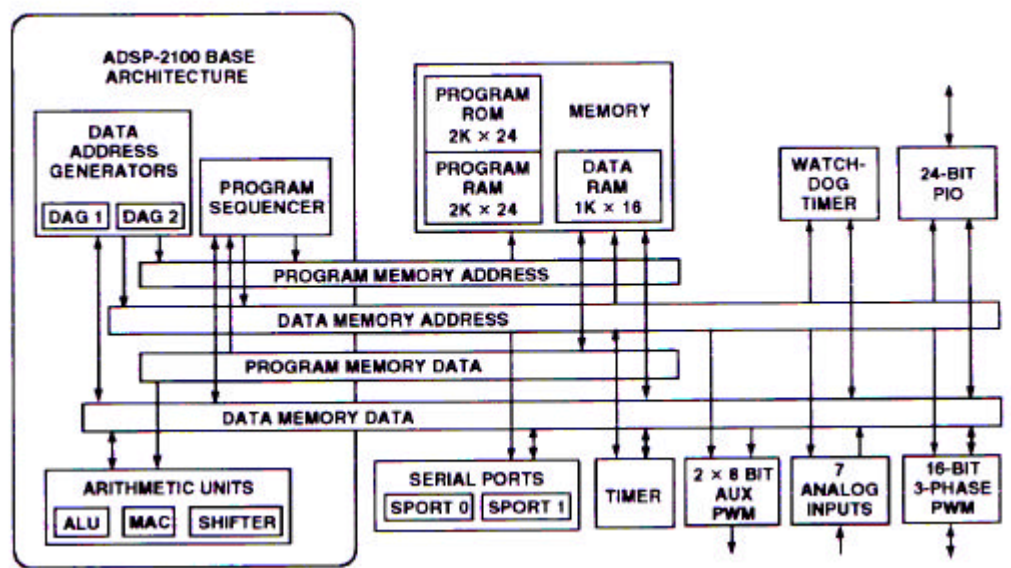 ADSP-2100 BASE
ARCHITECTURE
DATA
ADDRESS
GENERATORS
DAG 1
DAG 2
PROGRAM
SEQUENCER
PROGRAM
ROM
2K × 24
MEMORY
PROGRAM
RAM
2K × 24
DATA
RAM
1K × 16
WATCH-
DOG
TIMER
24-BIT
PIO
PROGRAM MEMORY ADDRESS
DATA MEMORY ADDRESS
PROGRAM MEMORY DATA
DATA MEMORY DATA
ARITHMETIC UNITS
ALU
MAC
SHIFTER
SERIAL PORTS
SPORT 0
SPORT 1
TIMER
2 × 8 BIT
AUX
PWM
7
ANALOG
INPUTS
16-BIT
3-PHASE
PWM